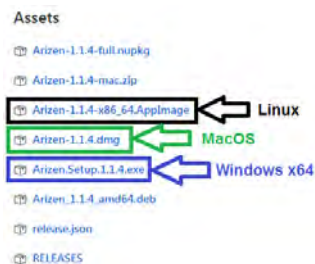 Assets
Arizen-1.1.4-full.nupkg
Arizen-1.1.4-mac.zip
Arizen-1.1.4-x86_64.AppImage Linux
Arizen-1.1.4.dmg MacOS
Arizen.Setup.1.1.4.exe Windows x64
Arizen_1.1.4_amd64.deb
release.json
RELEASES